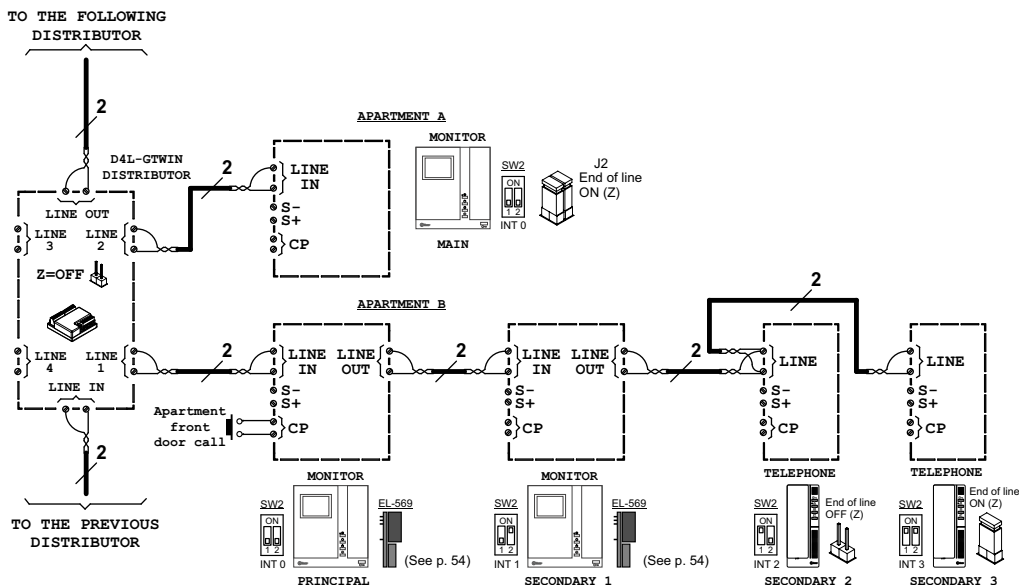 TO THE FOLLOWING
DISTRIBUTOR
2
D4L-GTWIN
DISTRIBUTOR
LINE OUT
LINE
3
LINE
2
Z=OFF
LINE
4
LINE
1
LINE IN
2
TO THE PREVIOUS
DISTRIBUTOR
APARTMENT A
2
LINE
IN
S-
S+
CP
MONITOR
MAIN
SW2
ON
1 2
INT 0
J2
End of line
ON (Z)
APARTMENT B
2
LINE
IN
LINE
OUT
S-
S+
CP
Apartment
front
door call
2
LINE
IN
LINE
OUT
S-
S+
CP
2
2
LINE
S-
S+
CP
LINE
S-
S+
CP
MONITOR
SW2
ON
1 2
INT 0
EL-569
(See p. 54)
PRINCIPAL
MONITOR
SW2
ON
1 2
INT 1
EL-569
(See p. 54)
SECONDARY 1
TELEPHONE
SW2
ON
1 2
INT 2
End of line
OFF (Z)
SECONDARY 2
TELEPHONE
SW2
ON
1 2
INT 3
End of line
ON (Z)
SECONDARY 3